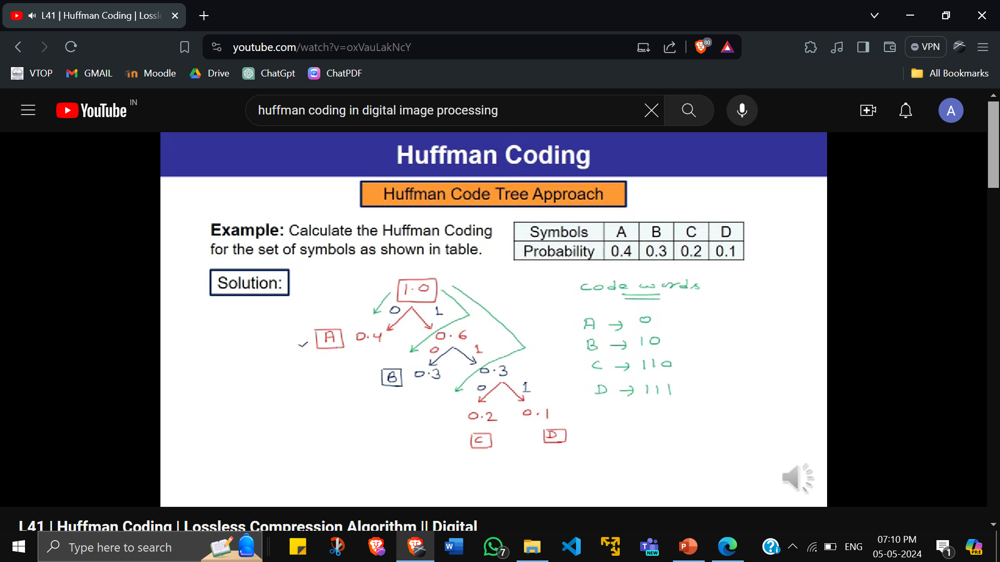 L41 | Huffman Coding | Lossl
youtube.com/watch?v=oxVauLakNcY
80
VPN
VTOP
GMAIL
Moodle
Drive
ChatGpt
ChatPDF
All Bookmarks
YouTube IN
huffman coding in digital image processing
A
Huffman Coding
Huffman Code Tree Approach
Example: Calculate the Huffman Coding
for the set of symbols as shown in table.
Symbols A B C D
Probability 0.4 0.3 0.2 0.1
Solution:
1.0
0 1
A 0.4 0.6
0 1
B 0.3 0.3
0 1
0.2 0.1
C D
code words
A → 0
B → 10
C → 110
D → 111
L41 | Huffman Coding | Lossless Compression Algorithm || Digital
Type here to search
7
NEW
ENG
07:10 PM
05-05-2024
1
PRE